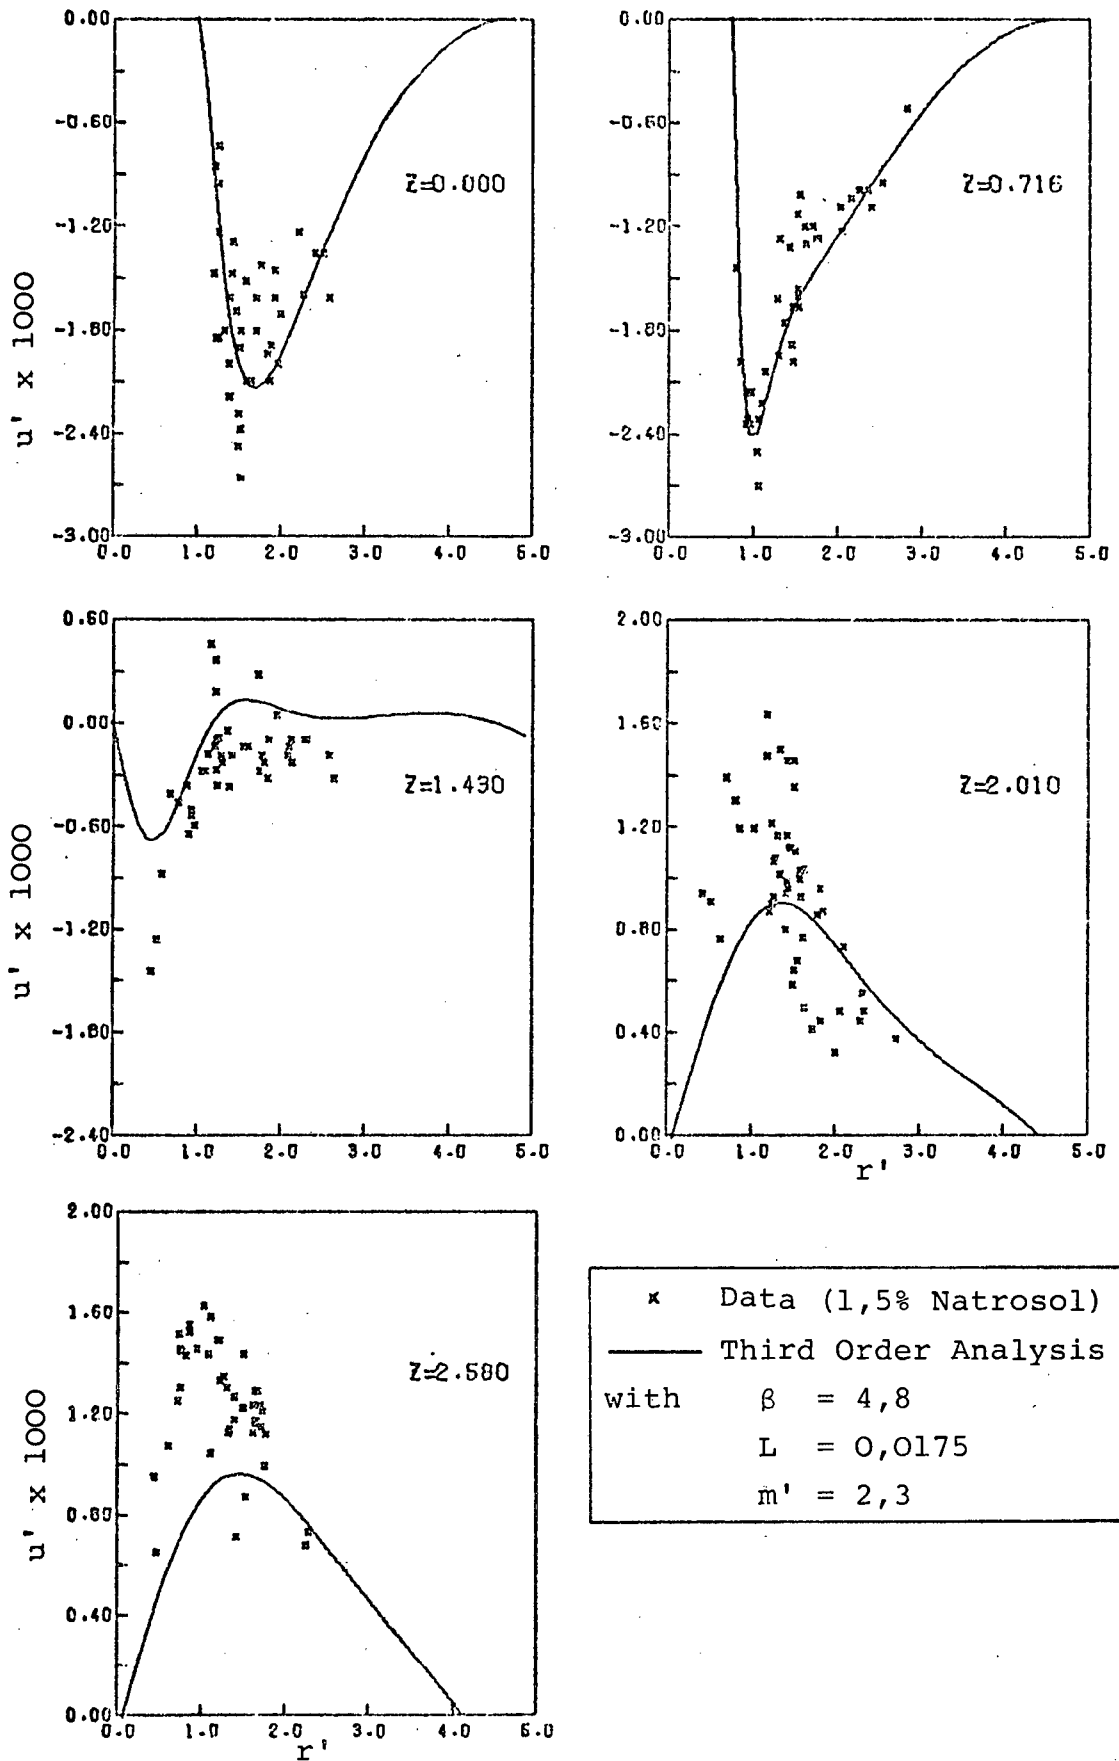 0.00
-0.60
-1.20
-1.80
-2.40
-3.00
0.0 1.0 2.0 3.0 4.0 5.0
Z=0.000
u' x 1000
0.00
-0.60
-1.20
-1.80
-2.40
-3.00
0.0 1.0 2.0 3.0 4.0 5.0
Z=0.716
0.60
0.00
-0.60
-1.20
-1.80
-2.40
0.0 1.0 2.0 3.0 4.0 5.0
Z=1.430
u' x 1000
2.00
1.60
1.20
0.80
0.40
0.00
0.0 1.0 2.0 3.0 4.0 5.0
Z=2.010
r'
2.00
1.60
1.20
0.80
0.40
0.00
0.0 1.0 2.0 3.0 4.0 5.0
Z=2.580
u' x 1000
r'
x Data (1,5% Natrosol)
Third Order Analysis
with β = 4,8
L = 0,0175
m' = 2,3